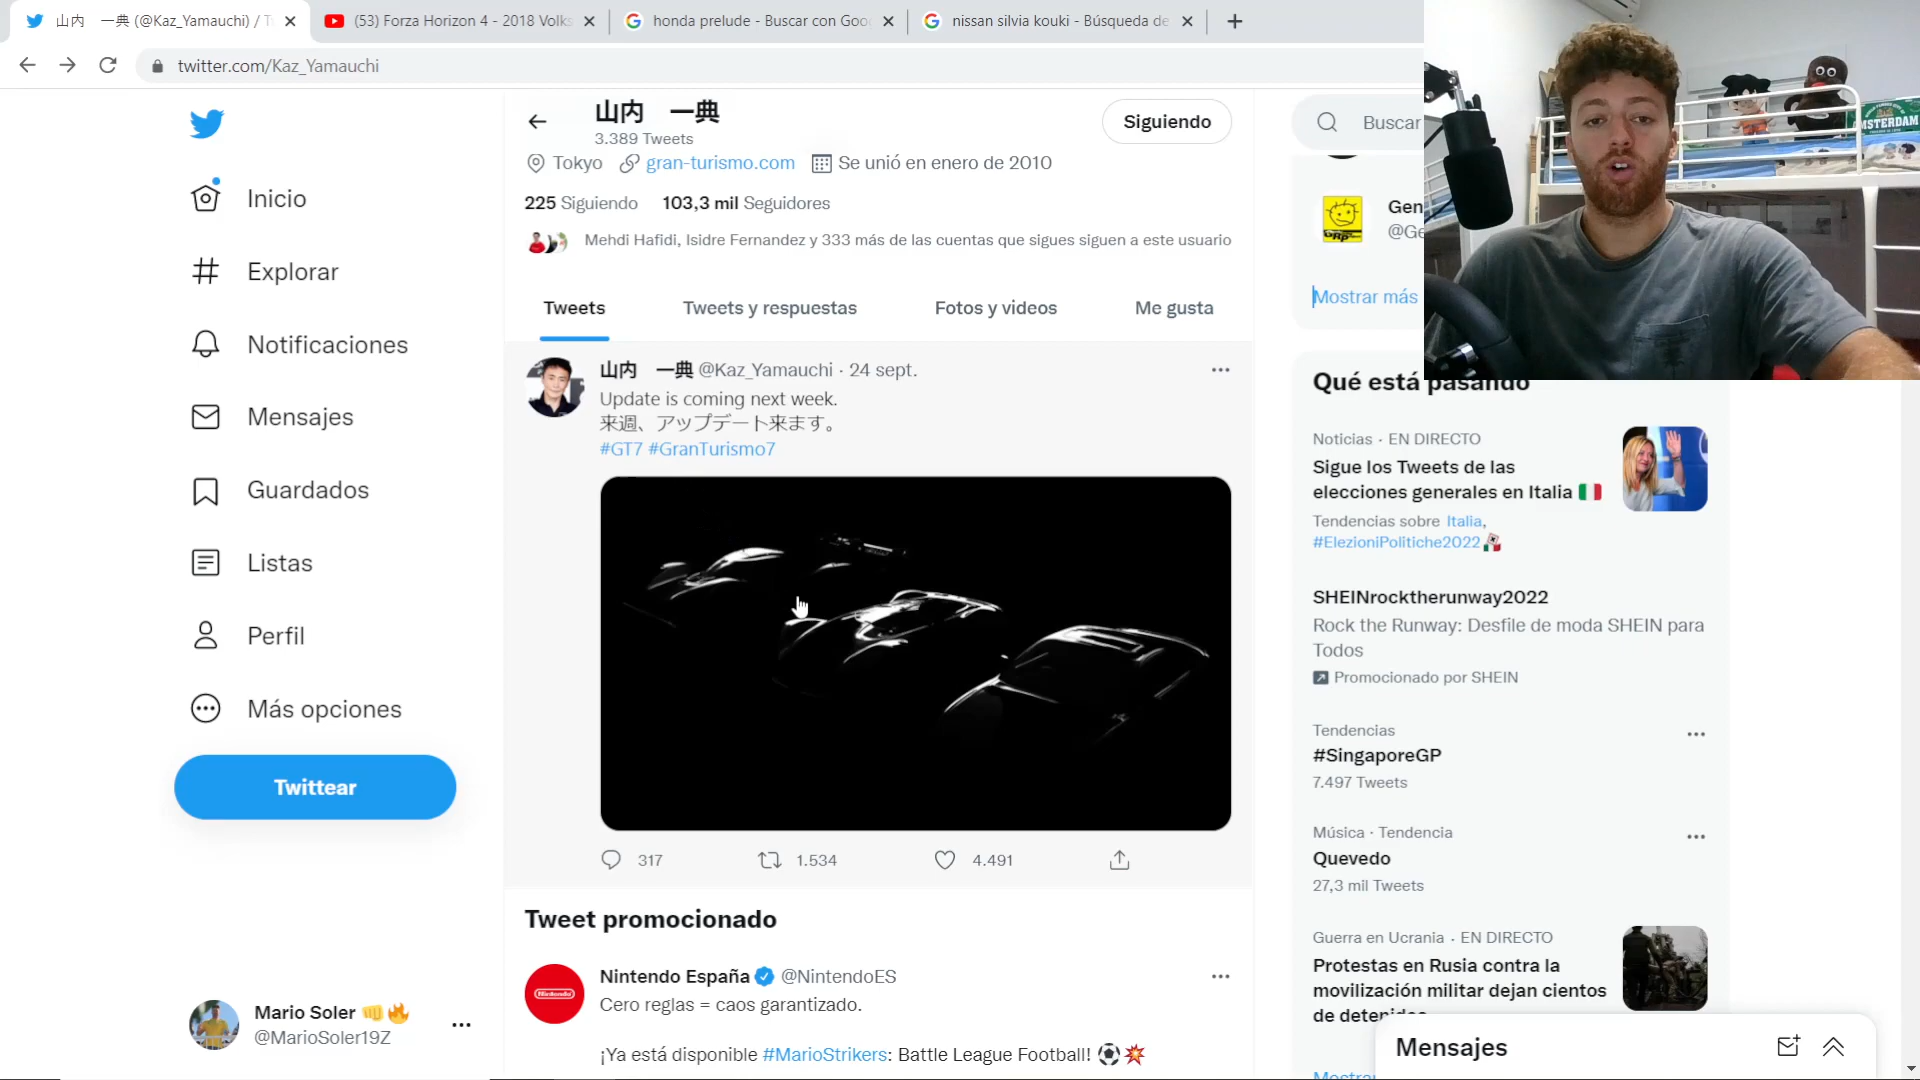 山内　一典 (@Kaz_Yamauchi) / T
(53) Forza Horizon 4 - 2018 Volks
honda prelude - Buscar con Goo
nissan silvia kouki - Búsqueda de
twitter.com/Kaz_Yamauchi
Inicio
Explorar
Notificaciones
Mensajes
Guardados
Listas
Perfil
Más opciones
Twittear
Mario Soler 👊🔥
@MarioSoler19Z
山内　一典
3.389 Tweets
Siguiendo
Tokyo gran-turismo.com Se unió en enero de 2010
225 Siguiendo 103,3 mil Seguidores
Mehdi Hafidi, Isidre Fernandez y 333 más de las cuentas que sigues siguen a este usuario
Tweets Tweets y respuestas Fotos y videos Me gusta
山内　一典 @Kaz_Yamauchi · 24 sept.
Update is coming next week.
来週、アップデート来ます。
#GT7 #GranTurismo7
317 1.534 4.491
Tweet promocionado
Nintendo
Nintendo España @NintendoES
Cero reglas = caos garantizado.
¡Ya está disponible #MarioStrikers: Battle League Football! ⚽💥
Buscar
GRP
Gen
@Ge
Mostrar más
AMSTERDAM
Qué está pasando
Noticias · EN DIRECTO
Sigue los Tweets de las
elecciones generales en Italia 🇮🇹
Tendencias sobre Italia,
#ElezioniPolitiche2022
SHEINrocktherunway2022
Rock the Runway: Desfile de moda SHEIN para
Todos
Promocionado por SHEIN
Tendencias
#SingaporeGP
7.497 Tweets
Música · Tendencia
Quevedo
27,3 mil Tweets
Guerra en Ucrania · EN DIRECTO
Protestas en Rusia contra la
movilización militar dejan cientos
de detenidos
Mensajes
Mostrar